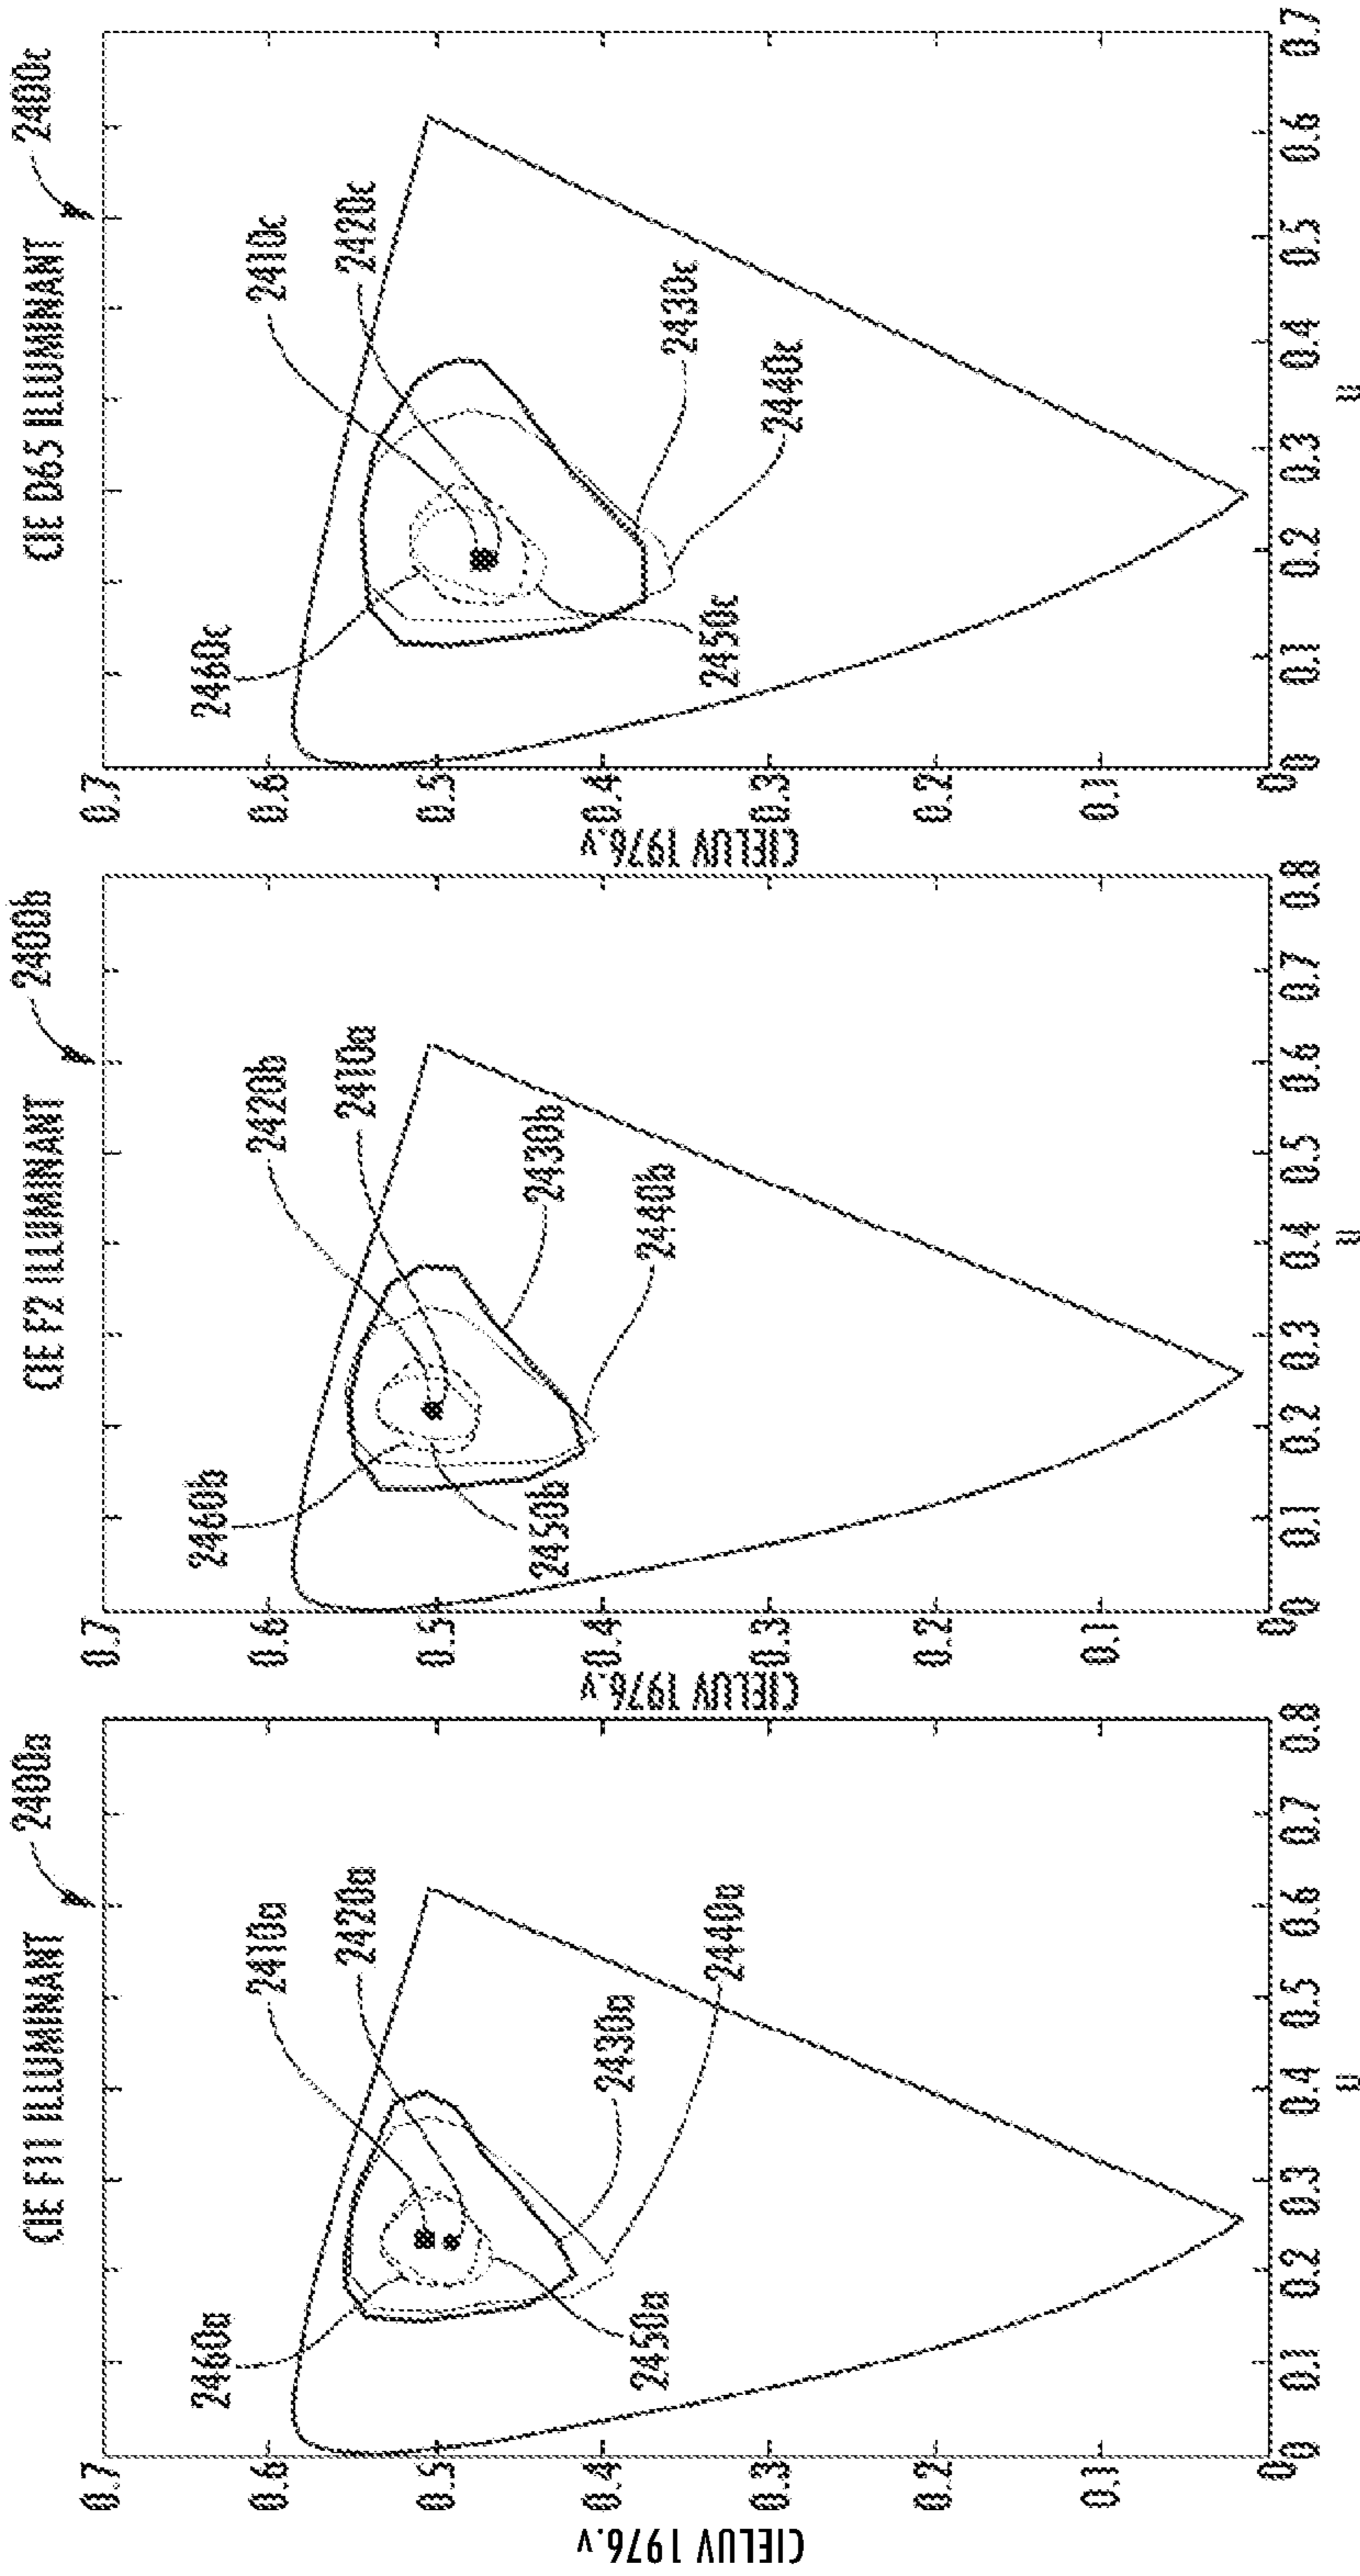 CIE F11 ILLUMINANT
2400a
0.7
0.6
0.5
0.4
0.3
0.2
0.1
0
CIELUV 1976.v
0
0.1
0.2
0.3
0.4
0.5
0.6
0.7
0.8
u
2460a
2410a
2420a
2450a
2430a
2440a
CIE F2 ILLUMINANT
2400b
0.7
0.6
0.5
0.4
0.3
0.2
0.1
0
CIELUV 1976.v
0
0.1
0.2
0.3
0.4
0.5
0.6
0.7
0.8
u
2460b
2420b
2410a
2450b
2430b
2440b
CIE D65 ILLUMINANT
2400c
0.7
0.6
0.5
0.4
0.3
0.2
0.1
0
CIELUV 1976.v
0
0.1
0.2
0.3
0.4
0.5
0.6
0.7
u
2460c
2410c
2420c
2450c
2430c
2440c